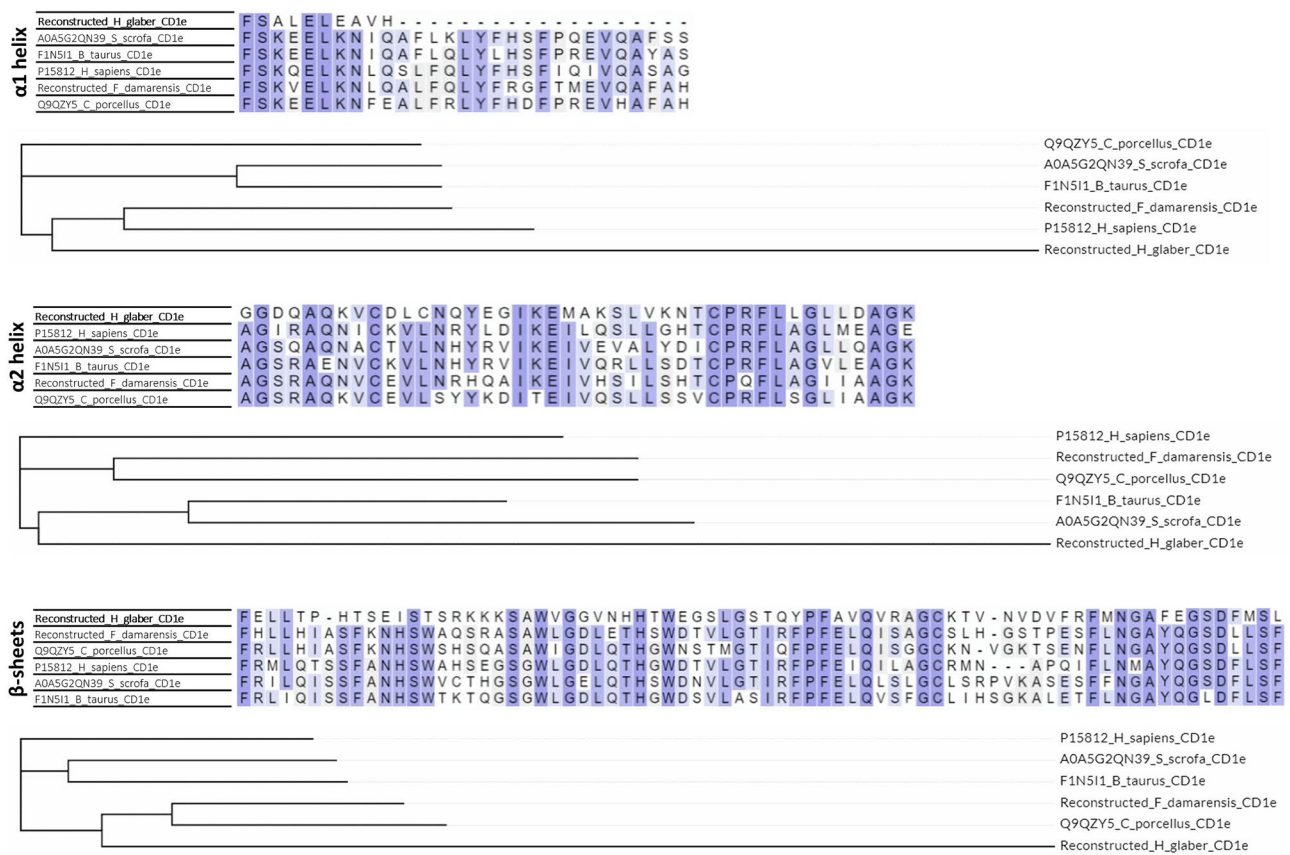 α1 helix
Reconstructed_H_glaber_CD1e FSALELEAVH-------------------
A0A5G2QN39_S_scrofa_CD1e FSKEELKNIQAFLKLYFHSFPQEVQAFSS
F1N5I1_B_taurus_CD1e FSKEELKNIQAFLQLYLHSFPREVQAYAS
P15812_H_sapiens_CD1e FSKQELKNLQSLFQLYFHSFIQIVQASAG
Reconstructed_F_damarensis_CD1e FSKVELKNLQALFQLYFRGFTMEVQAFAH
Q9QZY5_C_porcellus_CD1e FSKEELKNFEALFRLYFHDFPREVHAFAH
Q9QZY5_C_porcellus_CD1e
A0A5G2QN39_S_scrofa_CD1e
F1N5I1_B_taurus_CD1e
Reconstructed_F_damarensis_CD1e
P15812_H_sapiens_CD1e
Reconstructed_H_glaber_CD1e
α2 helix
Reconstructed_H_glaber_CD1e GGDQAQKVCDLCNQYEGIKEMAKSLVKNTCPRFLLGLLDAGK
P15812_H_sapiens_CD1e AGIRAQNICKVLNRYLDIKEILQSLLGHTCPRFLAGLMEAGE
A0A5G2QN39_S_scrofa_CD1e AGSQAQNACTVLNHYRVIKEIVEVALYDICPRFLAGLLQAGK
F1N5I1_B_taurus_CD1e AGSRAENVCKVLNHYRVIKEIVQRLLSDTCPRFLAGVLEAGK
Reconstructed_F_damarensis_CD1e AGSRAQNVCEVLNRHQAIKEIVHSILSHTCPQFLAGIIAAGK
Q9QZY5_C_porcellus_CD1e AGSRAQKVCEVLSYYKDITEIVQSLLSSVCPRFLSGLIAAGK
P15812_H_sapiens_CD1e
Reconstructed_F_damarensis_CD1e
Q9QZY5_C_porcellus_CD1e
F1N5I1_B_taurus_CD1e
A0A5G2QN39_S_scrofa_CD1e
Reconstructed_H_glaber_CD1e
β-sheets
Reconstructed_H_glaber_CD1e FELLTP-HTSEISTSRKKKSAWVGGVNHHTWEGSLGSTQYPFAVQVRAGCKTV-NVDVFRFMNGAFEGSDFMSL
Reconstructed_F_damarensis_CD1e FHLLHIASFKNHSWAQSRASAWLGDLETHSWDTVLGTIRFPFELQISAGCSLH-GSTPESFLNGAYQGSDLLSF
Q9QZY5_C_porcellus_CD1e FRLLHIASFANHSWSHSQASAWIGDLQTHGWNSTMGTIQFPFELQISGGCKN-VGKTSENFLNGAYQGSDFLSF
P15812_H_sapiens_CD1e FRMLQTSSFANHSWAHSEGSGWLGDLQTHGWDTVLGTIRFPFEIQILAGCRMN---APQIFLNMAYQGSDFLSF
A0A5G2QN39_S_scrofa_CD1e FRILQISSFANHSWVCTHGSGWLGELQTHGWDNVLGTIRFPFELQLSLGCLSRPVKASESFFNGAYQGSDFLSF
F1N5I1_B_taurus_CD1e FRLIQISSFANHSWTKTQGSGWLGDLQTHGWDSVLASIRFPFELQVSFGCLIHSGKALETFLNGAYQGLDFLSF
P15812_H_sapiens_CD1e
A0A5G2QN39_S_scrofa_CD1e
F1N5I1_B_taurus_CD1e
Reconstructed_F_damarensis_CD1e
Q9QZY5_C_porcellus_CD1e
Reconstructed_H_glaber_CD1e